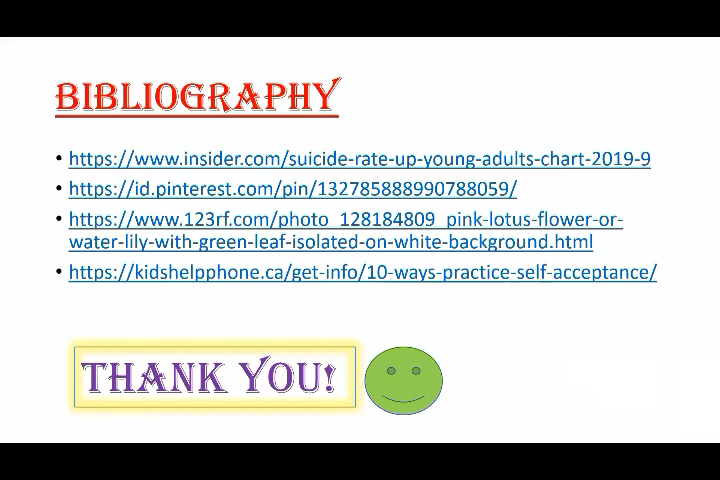 BIBLIOGRAPHY
• https://www.insider.com/suicide-rate-up-young-adults-chart-2019-9
• https://id.pinterest.com/pin/132785888990788059/
• https://www.123rf.com/photo_128184809_pink-lotus-flower-or-
water-lily-with-green-leaf-isolated-on-white-background.html
• https://kidshelpphone.ca/get-info/10-ways-practice-self-acceptance/
THANK YOU!